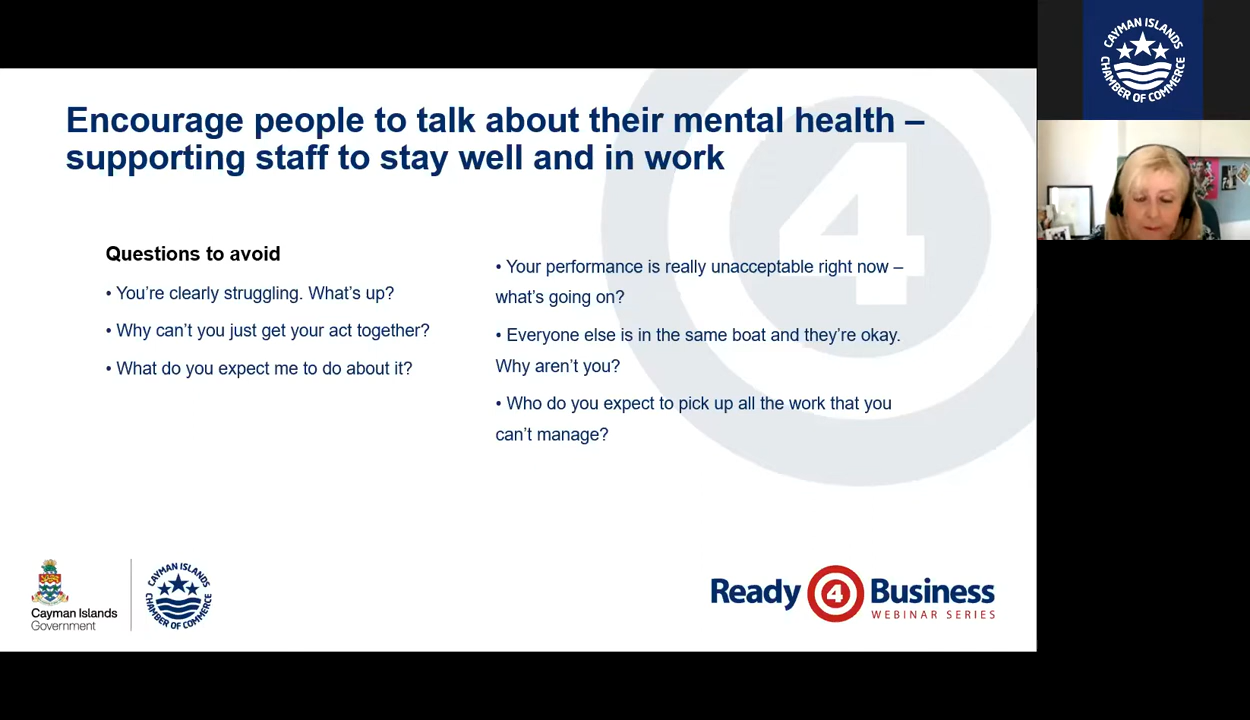 Encourage people to talk about their mental health –
supporting staff to stay well and in work
Questions to avoid
• You’re clearly struggling. What’s up?
• Why can’t you just get your act together?
• What do you expect me to do about it?
• Your performance is really unacceptable right now –
what’s going on?
• Everyone else is in the same boat and they’re okay.
Why aren’t you?
• Who do you expect to pick up all the work that you
can’t manage?
4
Cayman Islands
Government
CAYMAN ISLANDS
CHAMBER OF COMMERCE
Ready 4 Business
WEBINAR SERIES
CAYMAN ISLANDS
CHAMBER OF COMMERCE